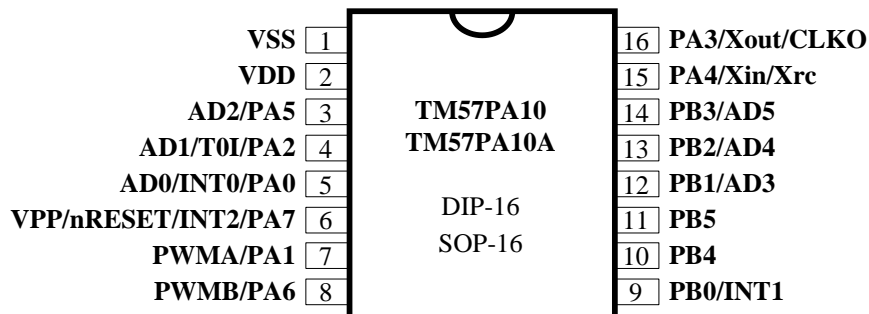 VSS 1 16 PA3/Xout/CLKO
VDD 2 15 PA4/Xin/Xrc
AD2/PA5 3 TM57PA10 14 PB3/AD5
AD1/T0I/PA2 4 TM57PA10A 13 PB2/AD4
AD0/INT0/PA0 5 12 PB1/AD3
VPP/nRESET/INT2/PA7 6 DIP-16 11 PB5
PWMA/PA1 7 SOP-16 10 PB4
PWMB/PA6 8 9 PB0/INT1